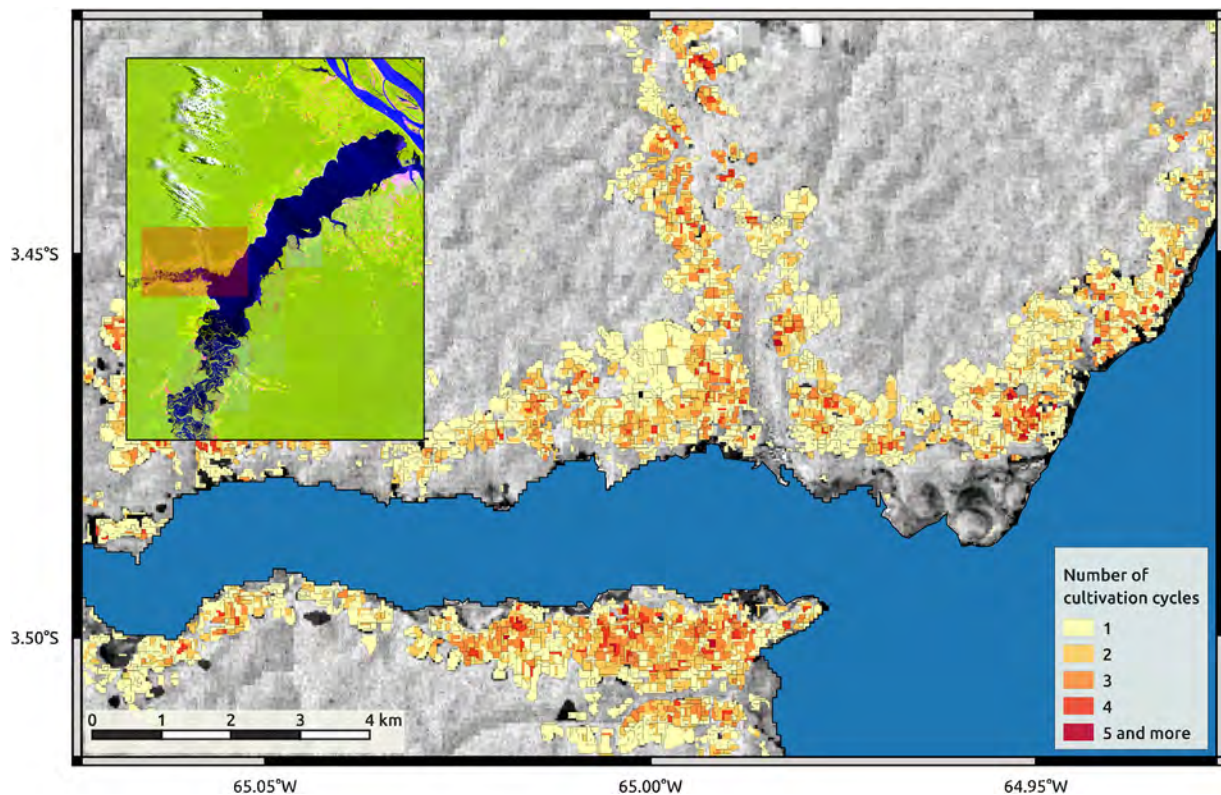 3.45°S
3.50°S
Number of
cultivation cycles
1
2
3
4
5 and more
0 1 2 3 4 km
65.05°W 65.00°W 64.95°W